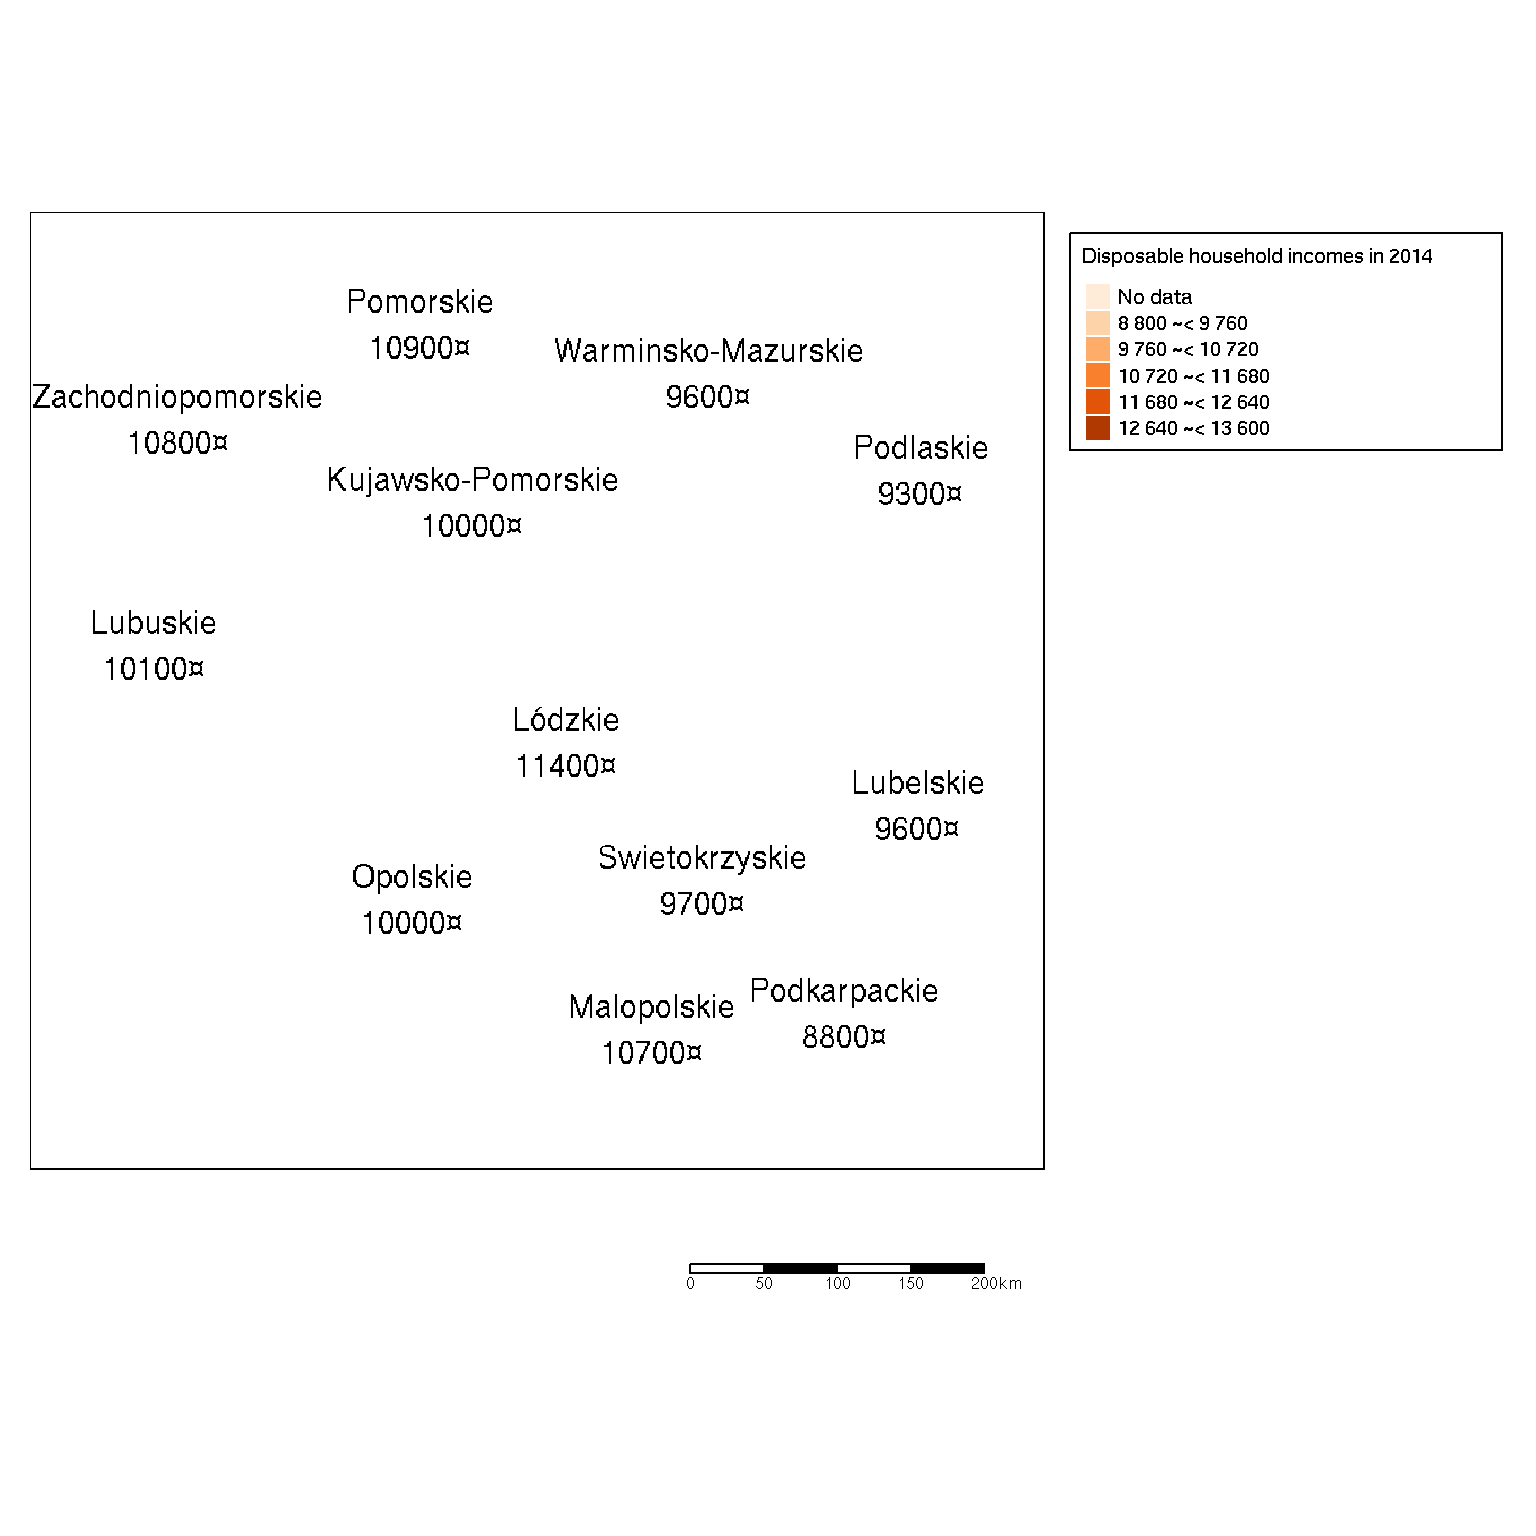 Pomorskie
10900¤
Warminsko-Mazurskie
9600¤
Zachodniopomorskie
10800¤
Podlaskie
9300¤
Kujawsko-Pomorskie
10000¤
Lubuskie
10100¤
Lódzkie
11400¤
Lubelskie
9600¤
Swietokrzyskie
9700¤
Opolskie
10000¤
Podkarpackie
8800¤
Malopolskie
10700¤
Disposable household incomes in 2014
No data
8 800 ~< 9 760
9 760 ~< 10 720
10 720 ~< 11 680
11 680 ~< 12 640
12 640 ~< 13 600
0 50 100 150 200km